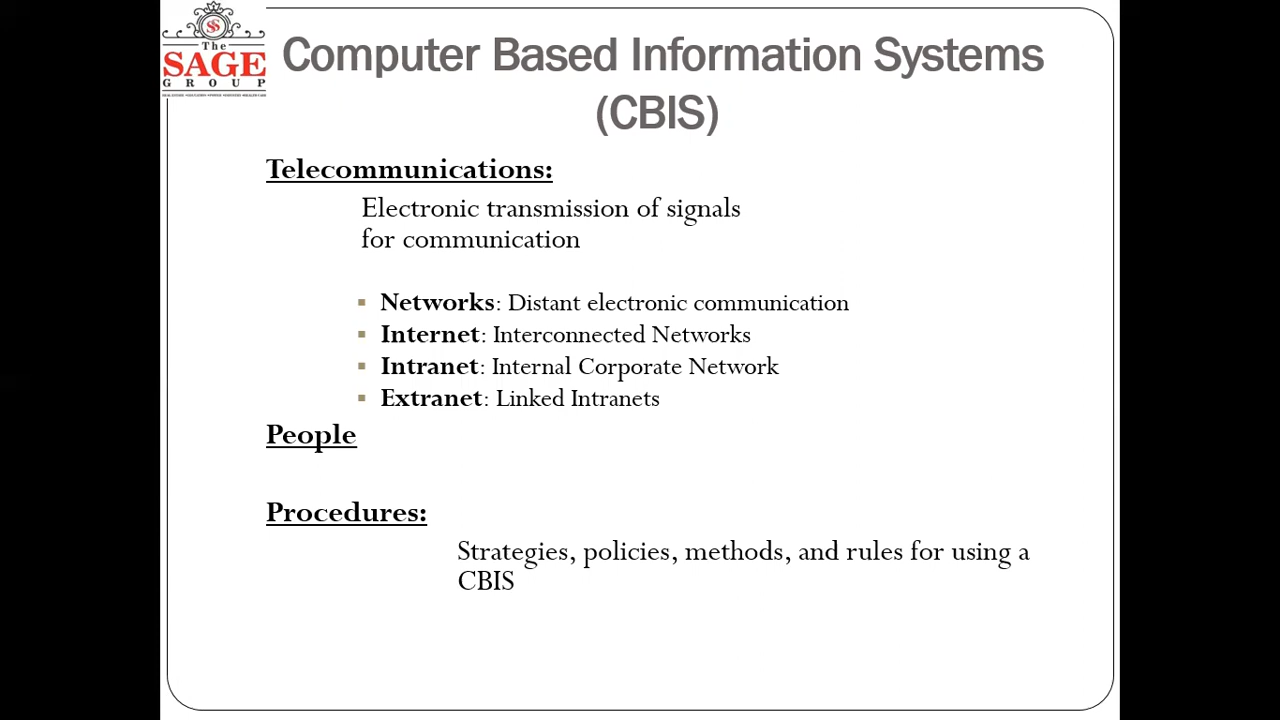 SS
The
SAGE
GROUP
Computer Based Information Systems
(CBIS)
Telecommunications:
Electronic transmission of signals
for communication
▪ Networks: Distant electronic communication
▪ Internet: Interconnected Networks
▪ Intranet: Internal Corporate Network
▪ Extranet: Linked Intranets
People
Procedures:
Strategies, policies, methods, and rules for using a
CBIS